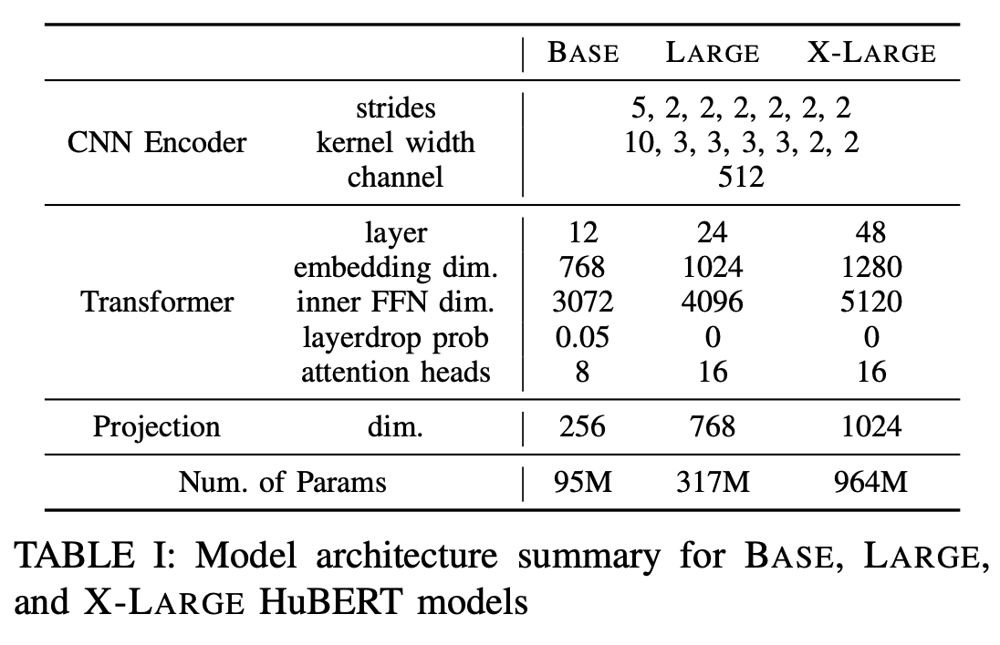 BASE LARGE X-LARGE
strides 5, 2, 2, 2, 2, 2, 2
CNN Encoder kernel width 10, 3, 3, 3, 3, 2, 2
channel 512
layer 12 24 48
embedding dim. 768 1024 1280
Transformer inner FFN dim. 3072 4096 5120
layerdrop prob 0.05 0 0
attention heads 8 16 16
Projection dim. 256 768 1024
Num. of Params 95M 317M 964M
TABLE I: Model architecture summary for BASE, LARGE,
and X-LARGE HuBERT models